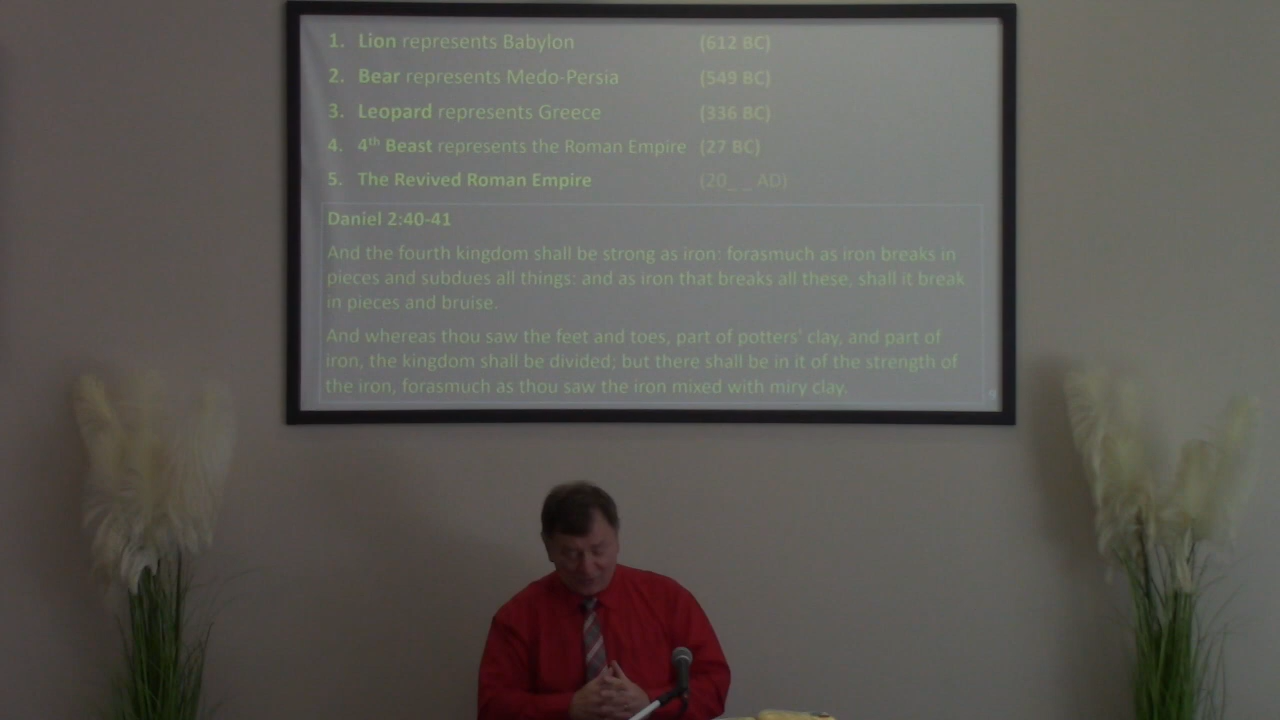 1. Lion represents Babylon (612 BC)
2. Bear represents Medo-Persia (549 BC)
3. Leopard represents Greece (336 BC)
4. 4th Beast represents the Roman Empire (27 BC)
5. The Revived Roman Empire (20_ _ AD)
Daniel 2:40-41
And the fourth kingdom shall be strong as iron: forasmuch as iron breaks in
pieces and subdues all things: and as iron that breaks all these, shall it break
in pieces and bruise.
And whereas thou saw the feet and toes, part of potters' clay, and part of
iron, the kingdom shall be divided; but there shall be in it of the strength of
the iron, forasmuch as thou saw the iron mixed with miry clay.